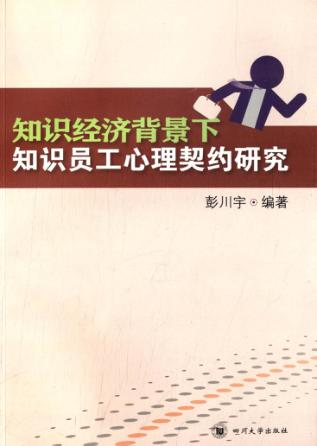 知识经济背景下
知识员工心理契约研究
彭川宇·编著
四川大学出版社